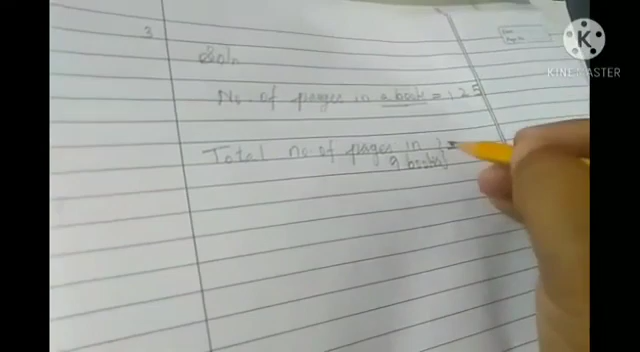 3
Soln
No. of pages in a book = 125
Total no. of pages in } =
9 books
K
KINEMASTER